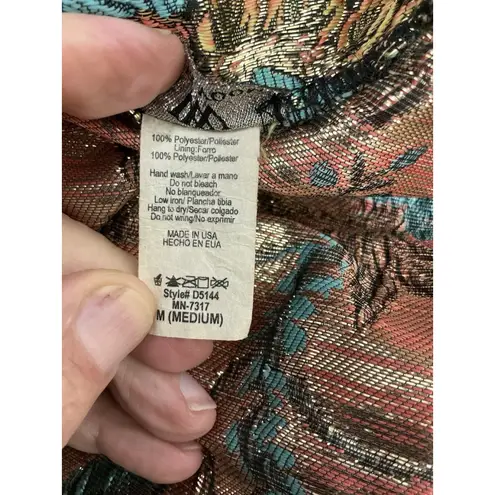 100% Polyester/Poliester
Lining:Forro
100% Polyester/Poliester
Hand wash/Lavar a mano
Do not bleach
No blanqueador
Low iron/ Plancha tibia
Hang to dry/Secar colgado
Do not wring/No exprimir
MADE IN USA
HECHO EN EUA
Style# D5144
MN-7317
M (MEDIUM)